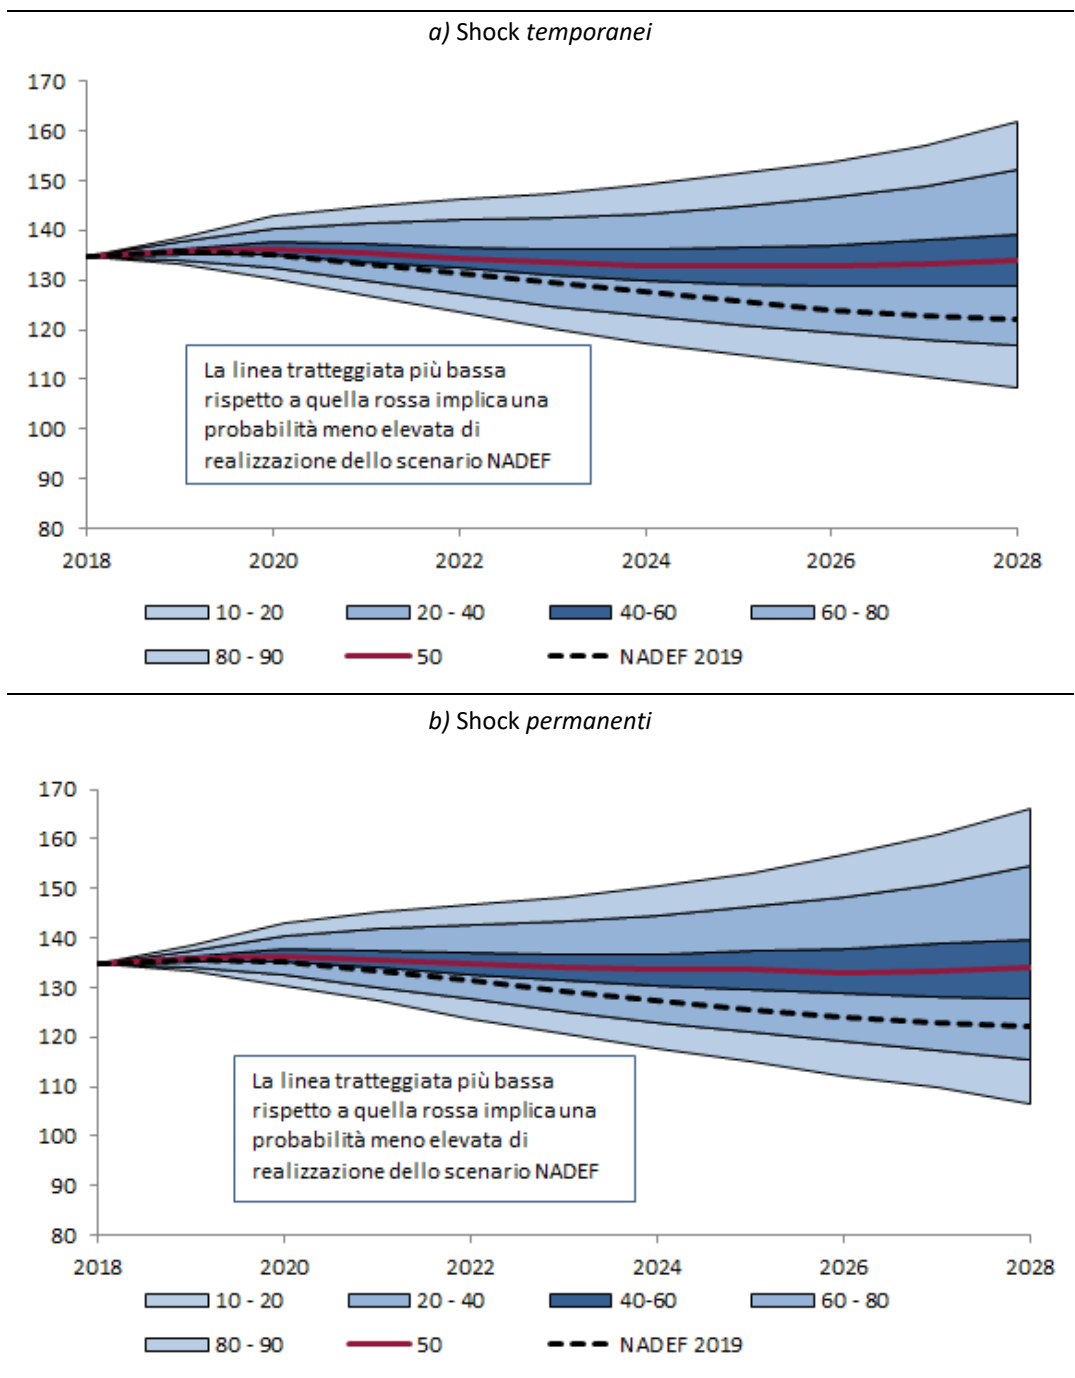 a) Shock temporanei
170
160
150
140
130
120
110
100
90
80
La linea tratteggiata più bassa
rispetto a quella rossa implica una
probabilità meno elevata di
realizzazione dello scenario NADEF
2018 2020 2022 2024 2026 2028
10 - 20 20 - 40 40-60 60 - 80
80 - 90 50 NADEF 2019
b) Shock permanenti
170
160
150
140
130
120
110
100
90
80
La linea tratteggiata più bassa
rispetto a quella rossa implica una
probabilità meno elevata di
realizzazione dello scenario NADEF
2018 2020 2022 2024 2026 2028
10 - 20 20 - 40 40-60 60 - 80
80 - 90 50 NADEF 2019